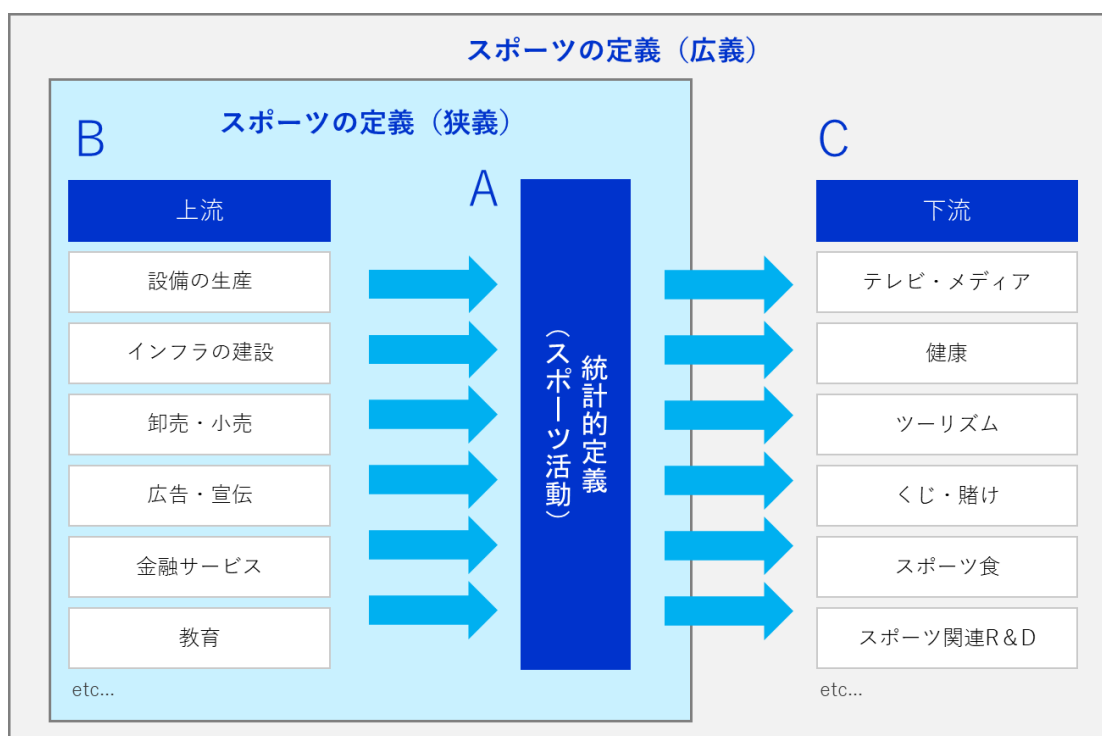 スポーツの定義（広義）
スポーツの定義（狭義）
B
上流
設備の生産
インフラの建設
卸売・小売
広告・宣伝
金融サービス
教育
etc...
A
統計的定義
（スポーツ活動）
C
下流
テレビ・メディア
健康
ツーリズム
くじ・賭け
スポーツ食
スポーツ関連R＆D
etc...